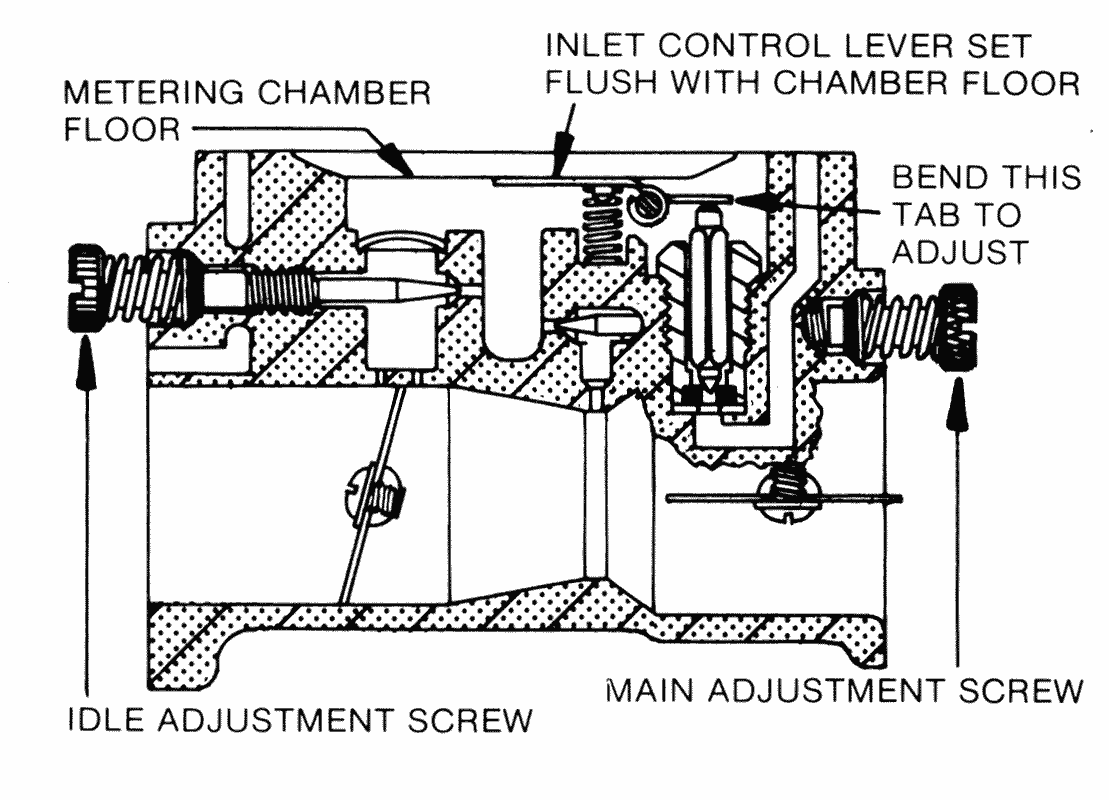 INLET CONTROL LEVER SET
FLUSH WITH CHAMBER FLOOR
METERING CHAMBER
FLOOR
BEND THIS
TAB TO
ADJUST
MAIN ADJUSTMENT SCREW
IDLE ADJUSTMENT SCREW